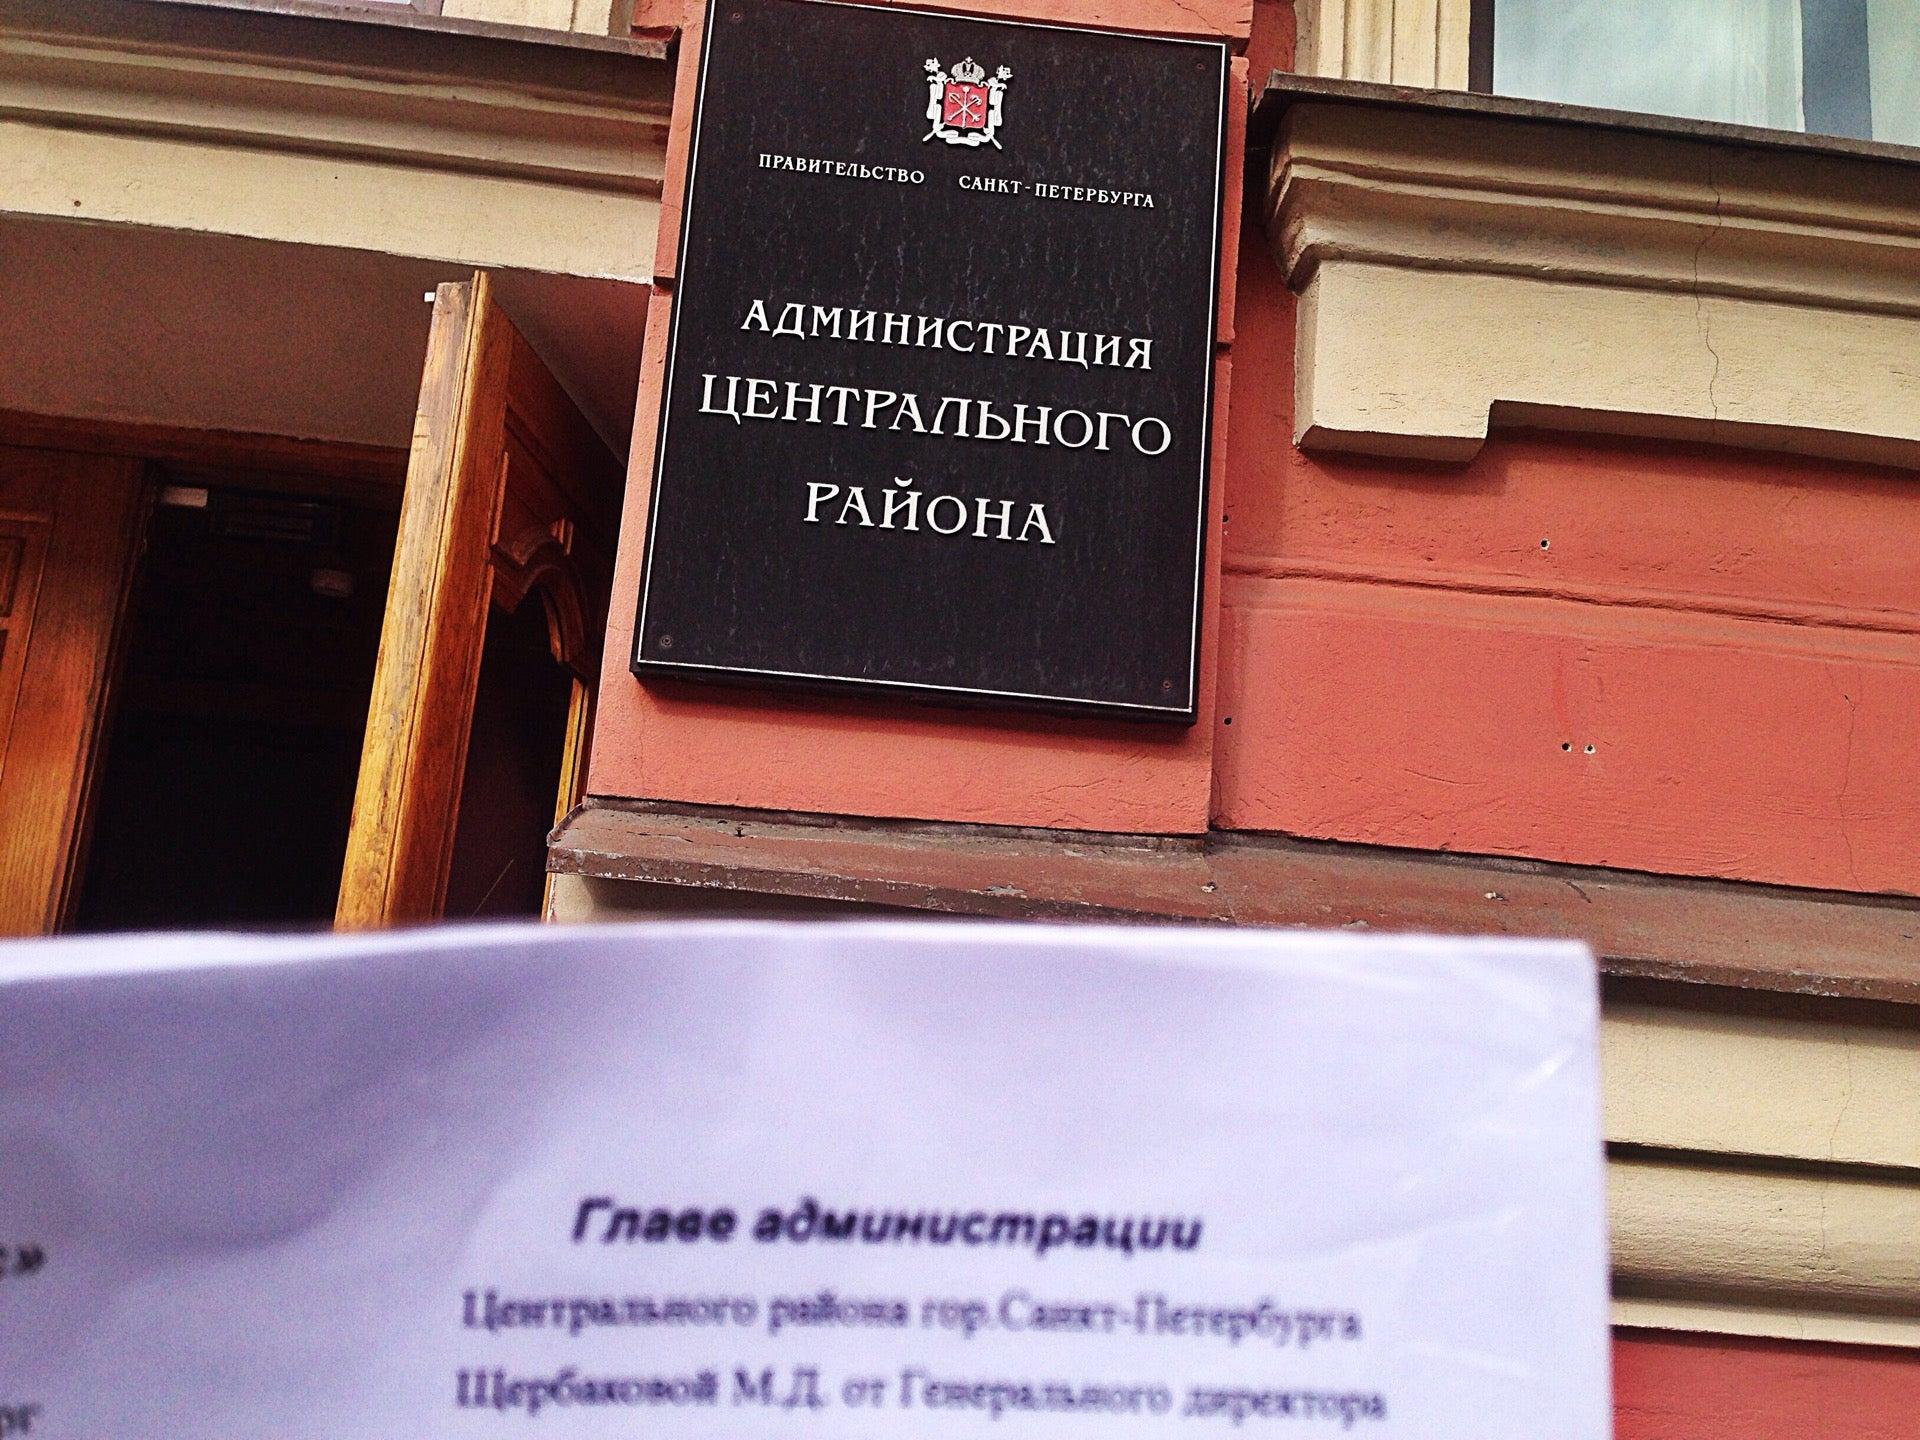 ПРАВИТЕЛЬСТВО САНКТ-ПЕТЕРБУРГА
АДМИНИСТРАЦИЯ
ЦЕНТРАЛЬНОГО
РАЙОНА
Главе администрации
Центрального района гор.Санкт-Петербурга
Щербаковой М.Д. от Генерального директора